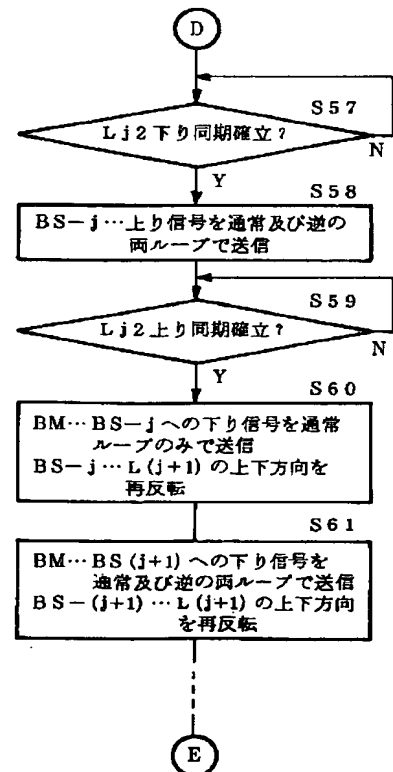 D
S57
Lj2下り同期確立?
N
Y
S58
BS-j…上り信号を通常及び逆の
両ループで送信
S59
Lj2上り同期確立?
N
Y
S60
BM…BS-jへの下り信号を通常
ループのみで送信
BS-j…L(j+1)の上下方向を
再反転
S61
BM…BS(j+1)への下り信号を
通常及び逆の両ループで送信
BS-(j+1)…L(j+1)の上下方向
を再反転
E